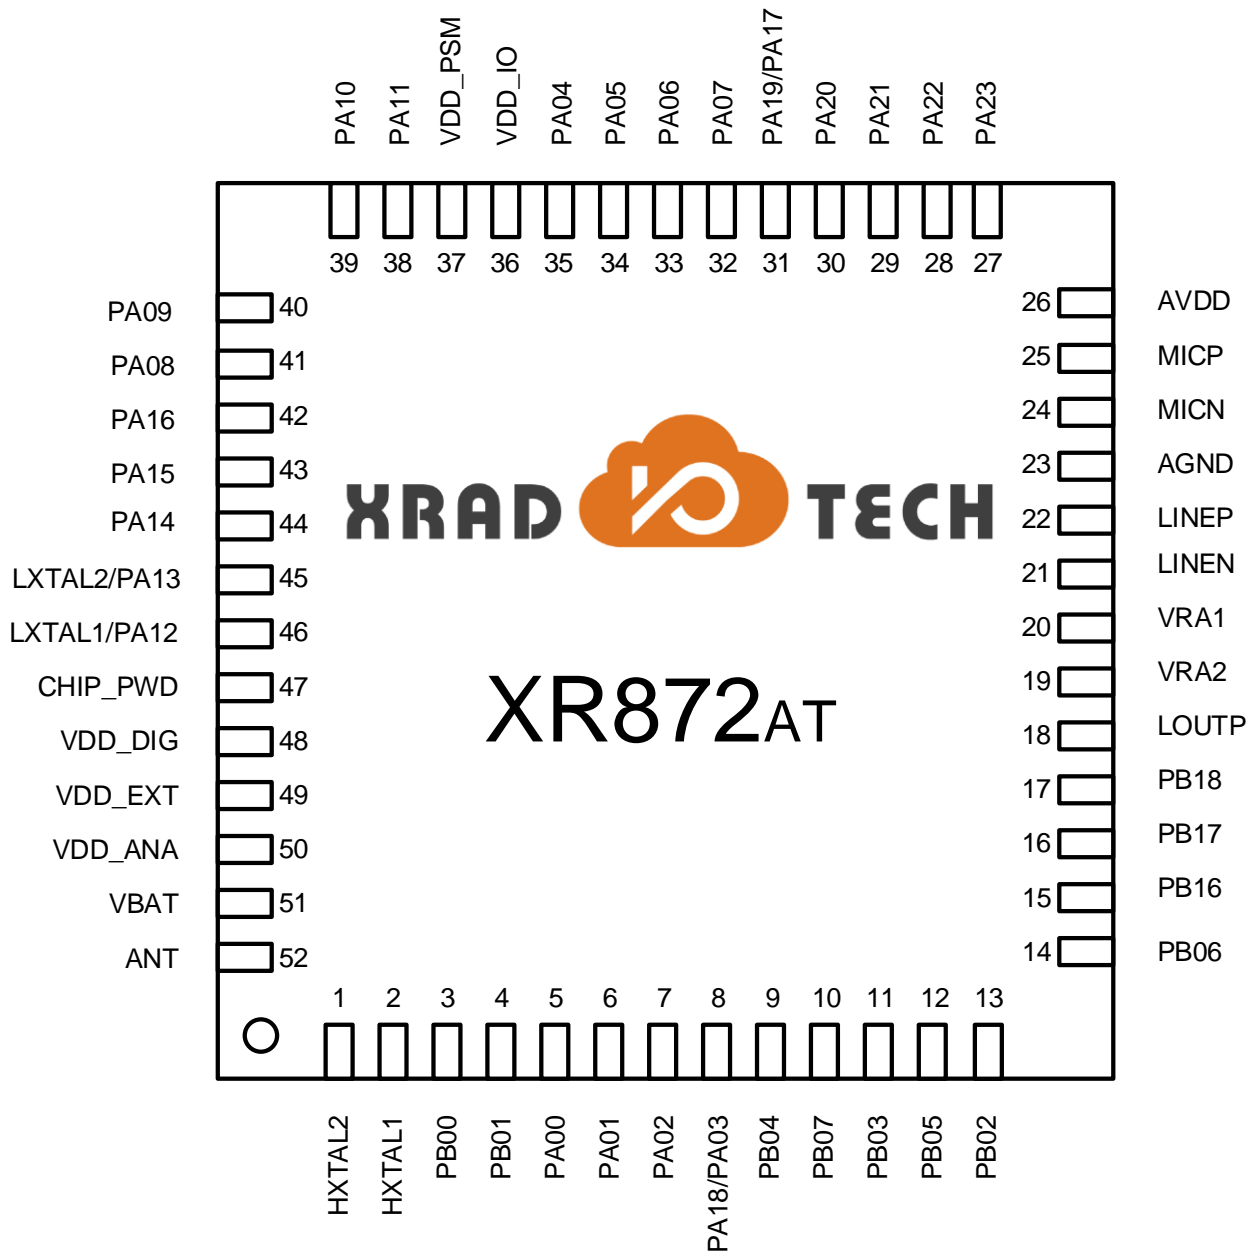 PA10
PA11
VDD_PSM
VDD_IO
PA04
PA05
PA06
PA07
PA19/PA17
PA20
PA21
PA22
PA23
39 38 37 36 35 34 33 32 31 30 29 28 27
PA09 40
PA08 41
PA16 42
PA15 43
PA14 44
LXTAL2/PA13 45
LXTAL1/PA12 46
CHIP_PWD 47
VDD_DIG 48
VDD_EXT 49
VDD_ANA 50
VBAT 51
ANT 52
XRAD IO TECH
XR872AT
26 AVDD
25 MICP
24 MICN
23 AGND
22 LINEP
21 LINEN
20 VRA1
19 VRA2
18 LOUTP
17 PB18
16 PB17
15 PB16
14 PB06
1 2 3 4 5 6 7 8 9 10 11 12 13
HXTAL2
HXTAL1
PB00
PB01
PA00
PA01
PA02
PA18/PA03
PB04
PB07
PB03
PB05
PB02